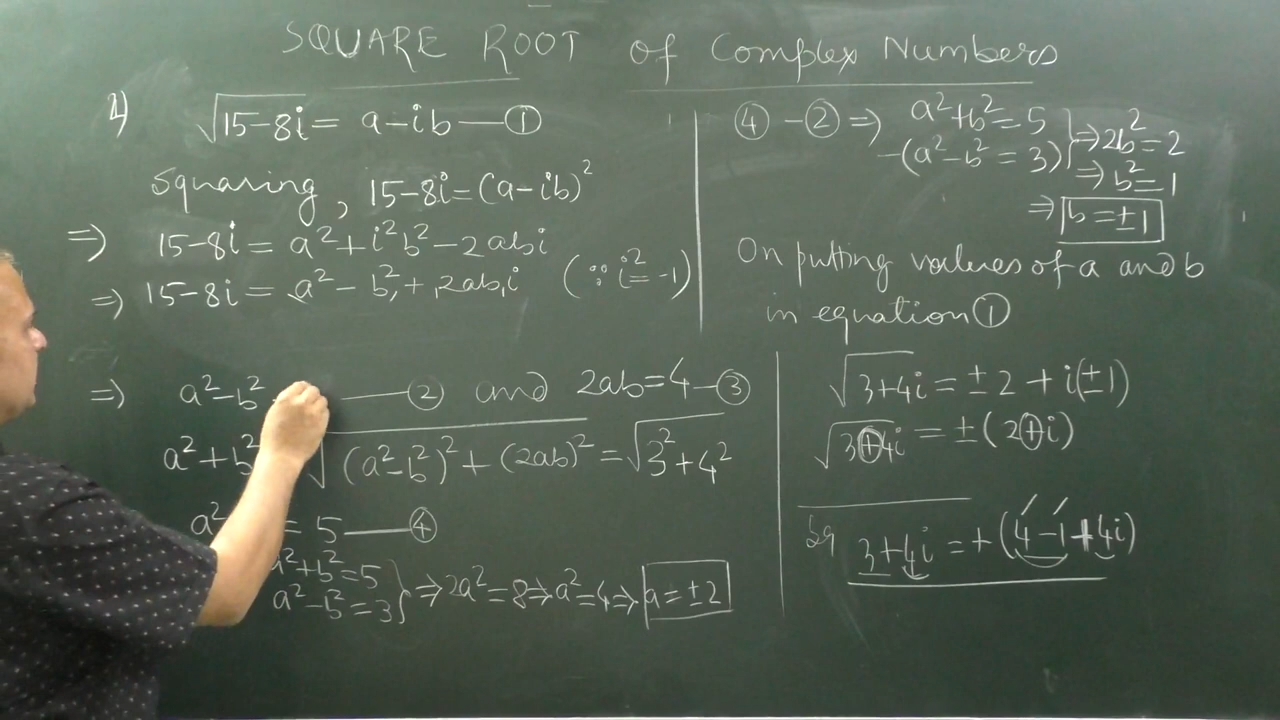 SQUARE ROOT of Complex Numbers
2) √15-8i = a-ib —— ①
Squaring, 15-8i = (a-ib)²
=> 15-8i = a² + i²b² - 2abi
=> 15-8i = a² - b² + 2abi (∵ i² = -1)
=> a² - b² —— ② and 2ab = 4 — ③
a² + b² √(a²-b²)² + (2ab)² = √3² + 4²
a² = 5 —— ④
a² + b² = 5
a² - b² = 3 } => 2a² = 8 => a² = 4 => a = ±2
④ - ② => a² + b² = 5
-(a² - b² = 3) } => 2b² = 2
=> b² = 1
=> b = ±1
On putting values of a and b
in equation ①
√3+4i = ±2 + i(±1)
√3+4i = ±(2+i)
Sq 3+4i = +(4-1+4i)